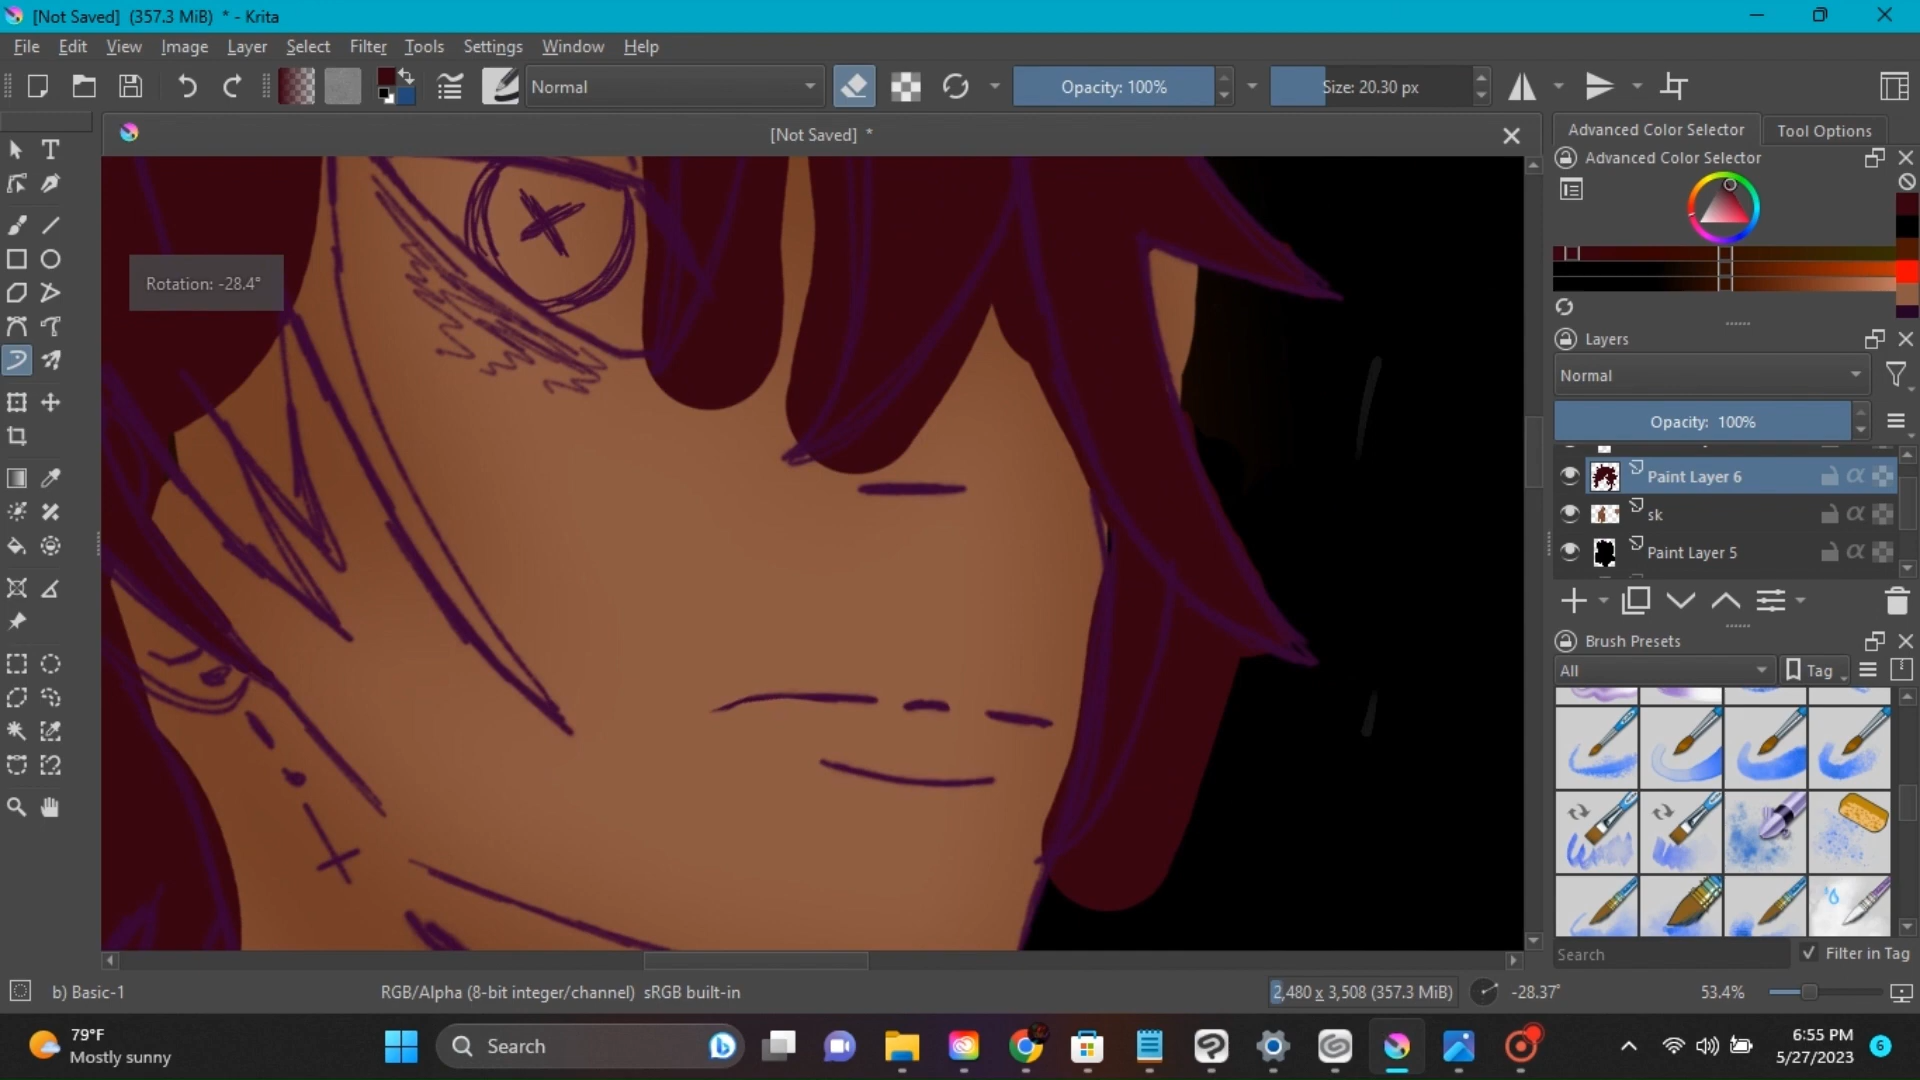 [Not Saved]  (357.3 MiB)  * - Krita
File Edit View Image Layer Select Filter Tools Settings Window Help
Normal
Opacity: 100%
Size: 20.30 px
[Not Saved]  *
Advanced Color Selector
Tool Options
Advanced Color Selector
Rotation: -28.4°
Layers
Normal
Opacity:  100%
Paint Layer 6
sk
Paint Layer 5
Brush Presets
All
Tag
Search
Filter in Tag
b) Basic-1
RGB/Alpha (8-bit integer/channel)  sRGB built-in
2,480 x 3,508 (357.3 MiB)
-28.37°
53.4%
79°F
Mostly sunny
Search
6:55 PM
5/27/2023
6